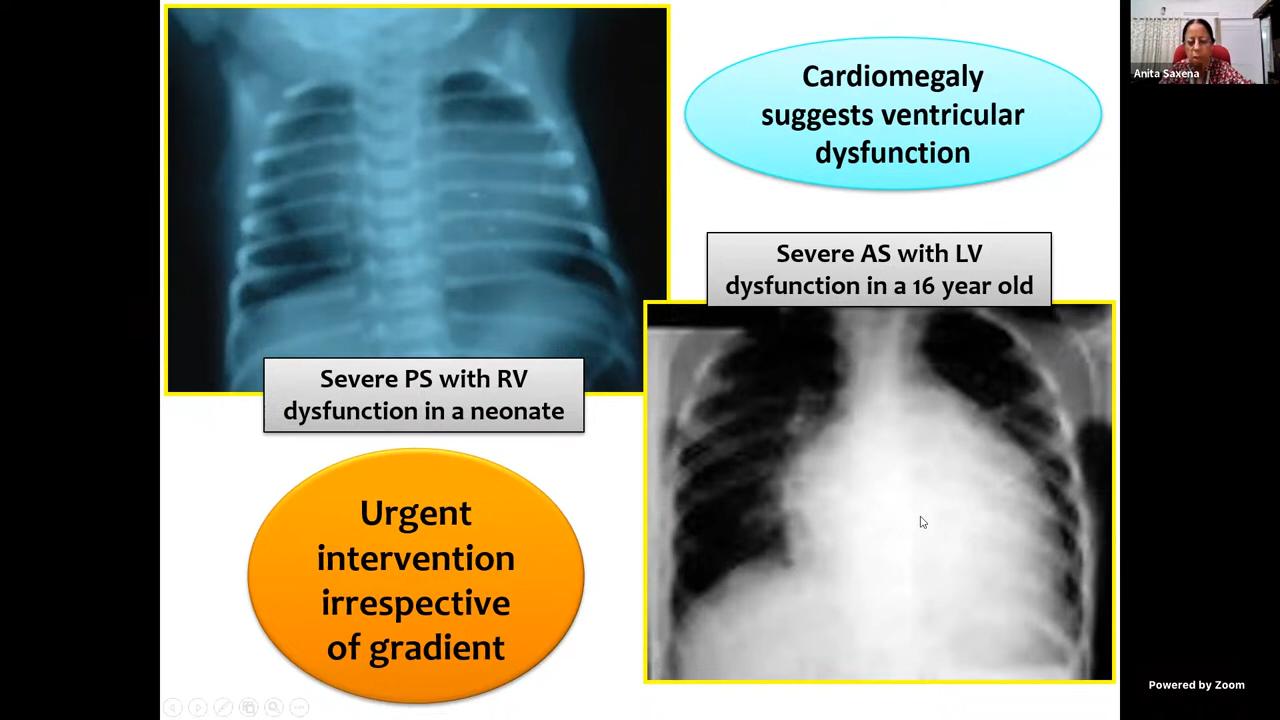 Cardiomegaly
suggests ventricular
dysfunction
Anita Saxena
Severe AS with LV
dysfunction in a 16 year old
Severe PS with RV
dysfunction in a neonate
Urgent
intervention
irrespective
of gradient
Powered by Zoom